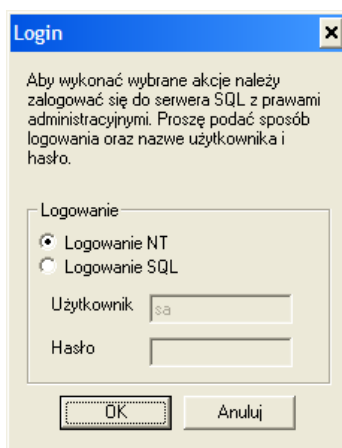 Login
Aby wykonać wybrane akcje należy
zalogować się do serwera SQL z prawami
administracyjnymi. Proszę podać sposób
logowania oraz nazwe użytkownika i
hasło.
Logowanie
Logowanie NT
Logowanie SQL
Użytkownik sa
Hasło
OK Anuluj